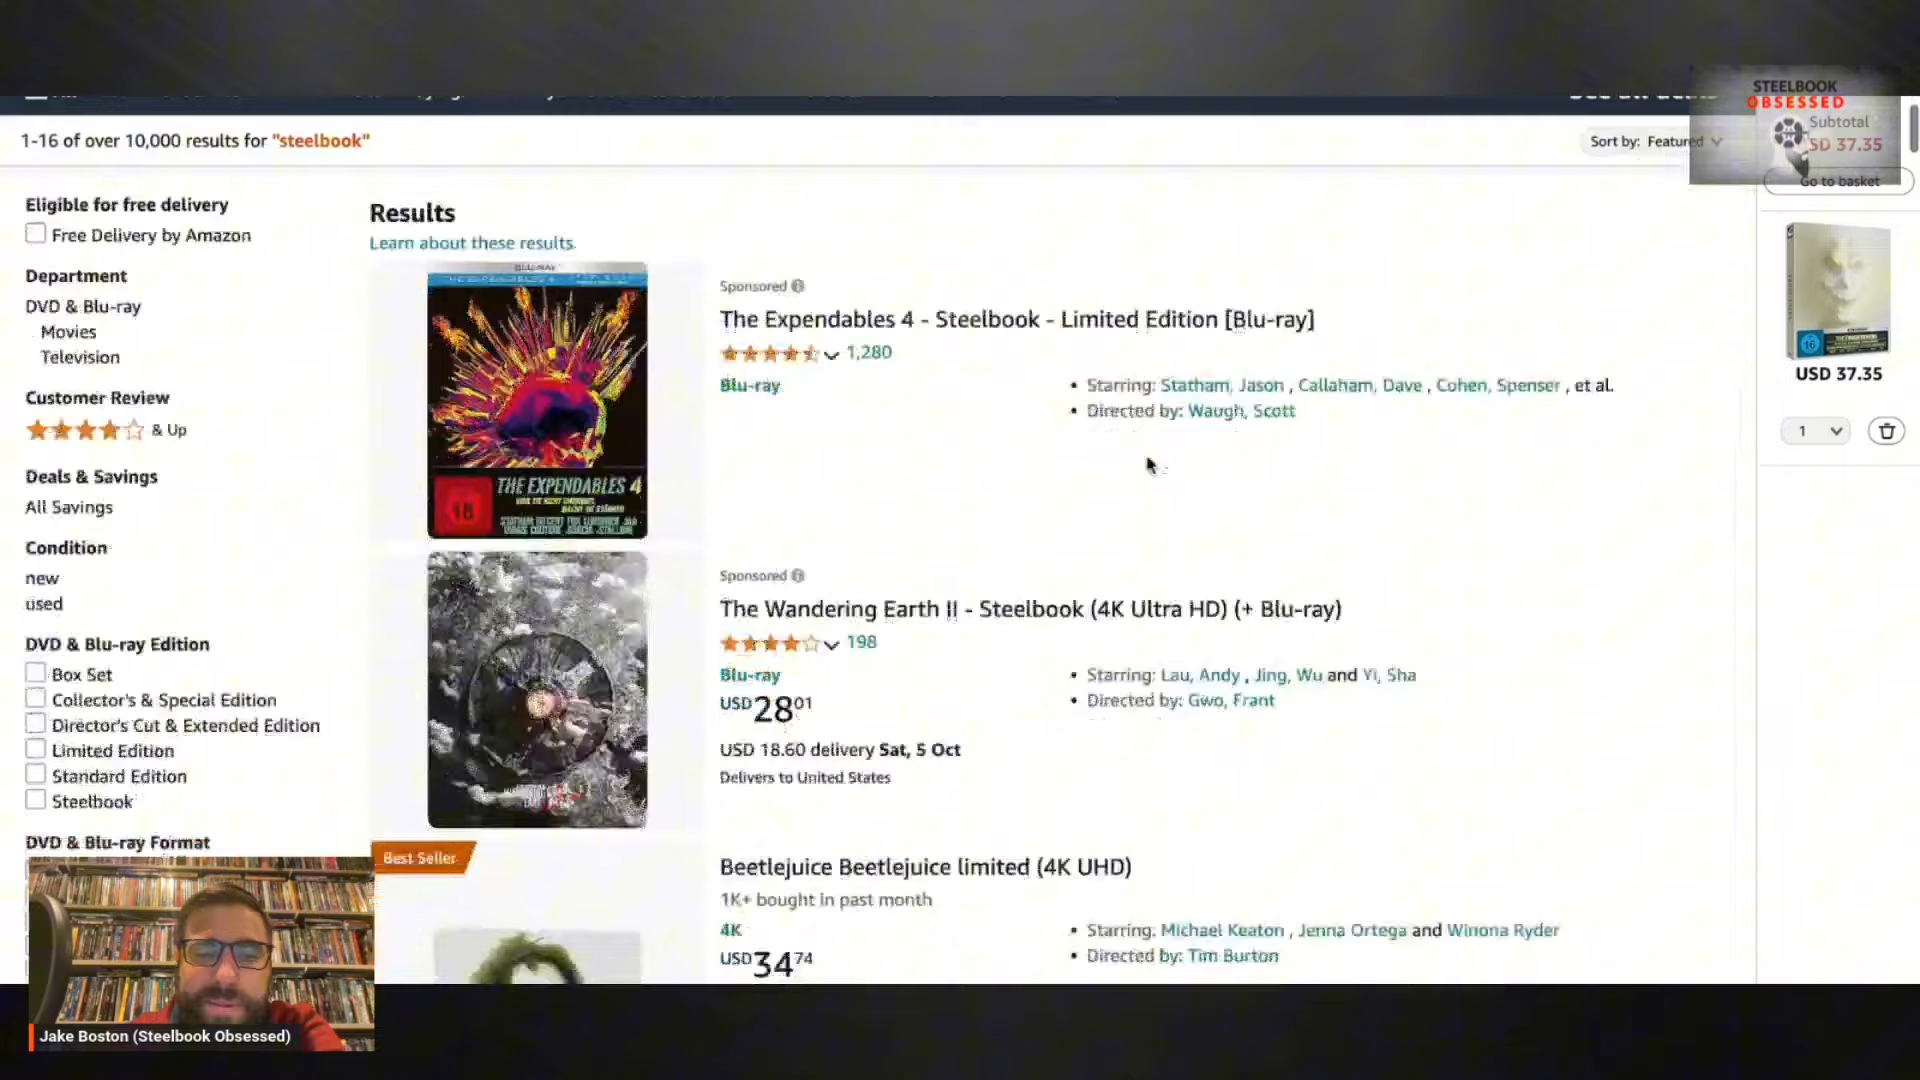 STEELBOOK
OBSESSED
1-16 of over 10,000 results for "steelbook"
Sort by: Featured
Subtotal
SD 37.35
Go to basket
Eligible for free delivery
Free Delivery by Amazon
Department
DVD & Blu-ray
Movies
Television
Customer Review
& Up
Deals & Savings
All Savings
Condition
new
used
DVD & Blu-ray Edition
Box Set
Collector's & Special Edition
Director's Cut & Extended Edition
Limited Edition
Standard Edition
Steelbook
DVD & Blu-ray Format
Results
Learn about these results.
BLU-RAY
18
THE EXPENDABLES 4
Sponsored
The Expendables 4 - Steelbook - Limited Edition [Blu-ray]
1,280
Blu-ray
• Starring: Statham, Jason , Callaham, Dave , Cohen, Spenser , et al.
• Directed by: Waugh, Scott
Sponsored
The Wandering Earth II - Steelbook (4K Ultra HD) (+ Blu-ray)
198
Blu-ray
USD 28 01
• Starring: Lau, Andy , Jing, Wu and Yi, Sha
• Directed by: Gwo, Frant
USD 18.60 delivery Sat, 5 Oct
Delivers to United States
Best Seller
Beetlejuice Beetlejuice limited (4K UHD)
1K+ bought in past month
4K
USD 34 74
• Starring: Michael Keaton , Jenna Ortega and Winona Ryder
• Directed by: Tim Burton
16
USD 37.35
1
Jake Boston (Steelbook Obsessed)